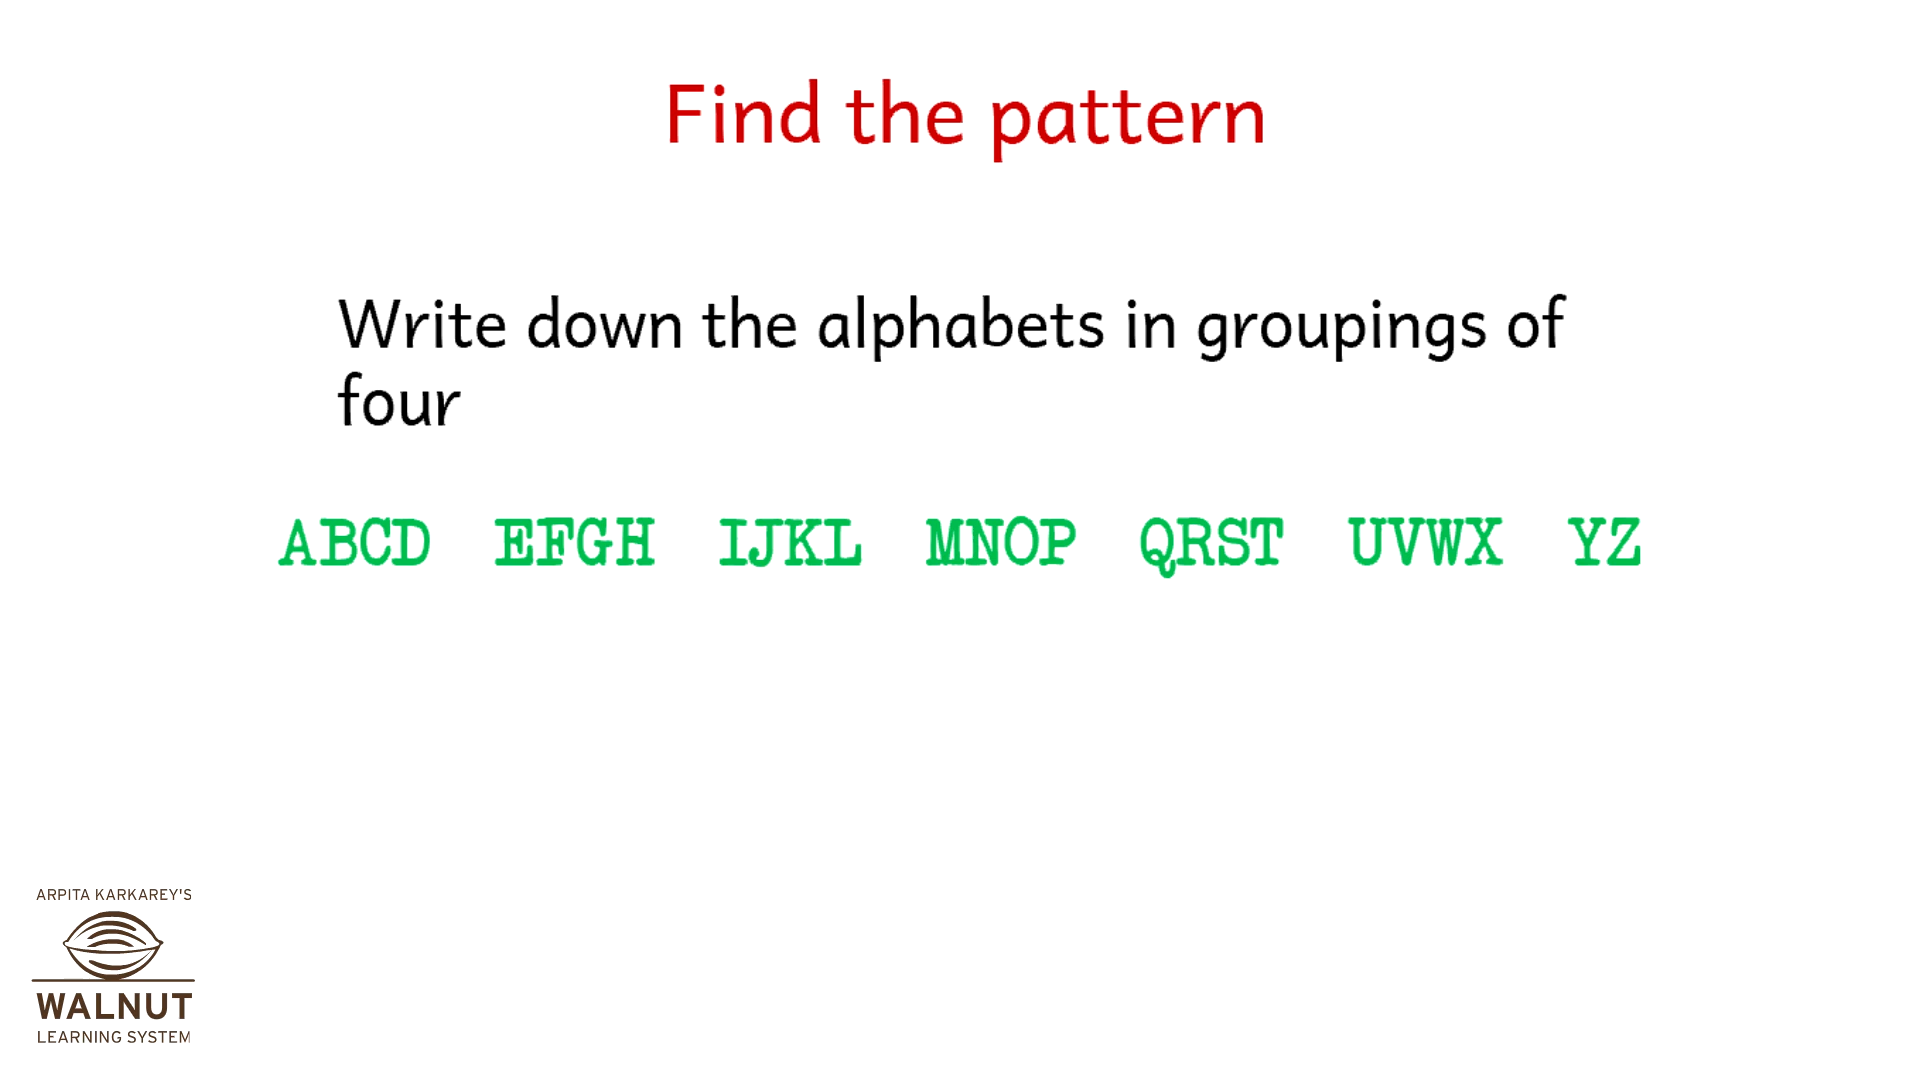 Find the pattern
Write down the alphabets in groupings of
four
ABCD EFGH IJKL MNOP QRST UVWX YZ
ARPITA KARKAREY'S
WALNUT
LEARNING SYSTEM